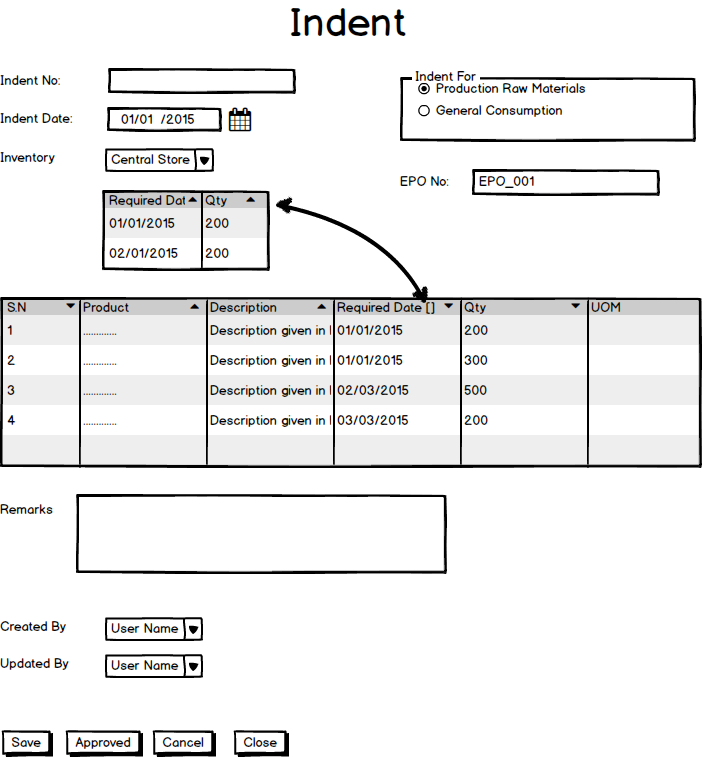 Indent
Indent No:
Indent For
Production Raw Materials
General Consumption
Indent Date: 01/01 /2015
Inventory Central Store
EPO No: EPO_001
Required Dat Qty
01/01/2015 200
02/01/2015 200
S.N Product Description Required Date [] Qty UOM
1 ............. Description given in 01/01/2015 200
2 ............. Description given in 01/01/2015 300
3 ............. Description given in 02/03/2015 500
4 ............. Description given in 03/03/2015 200
Remarks
Created By User Name
Updated By User Name
Save Approved Cancel Close